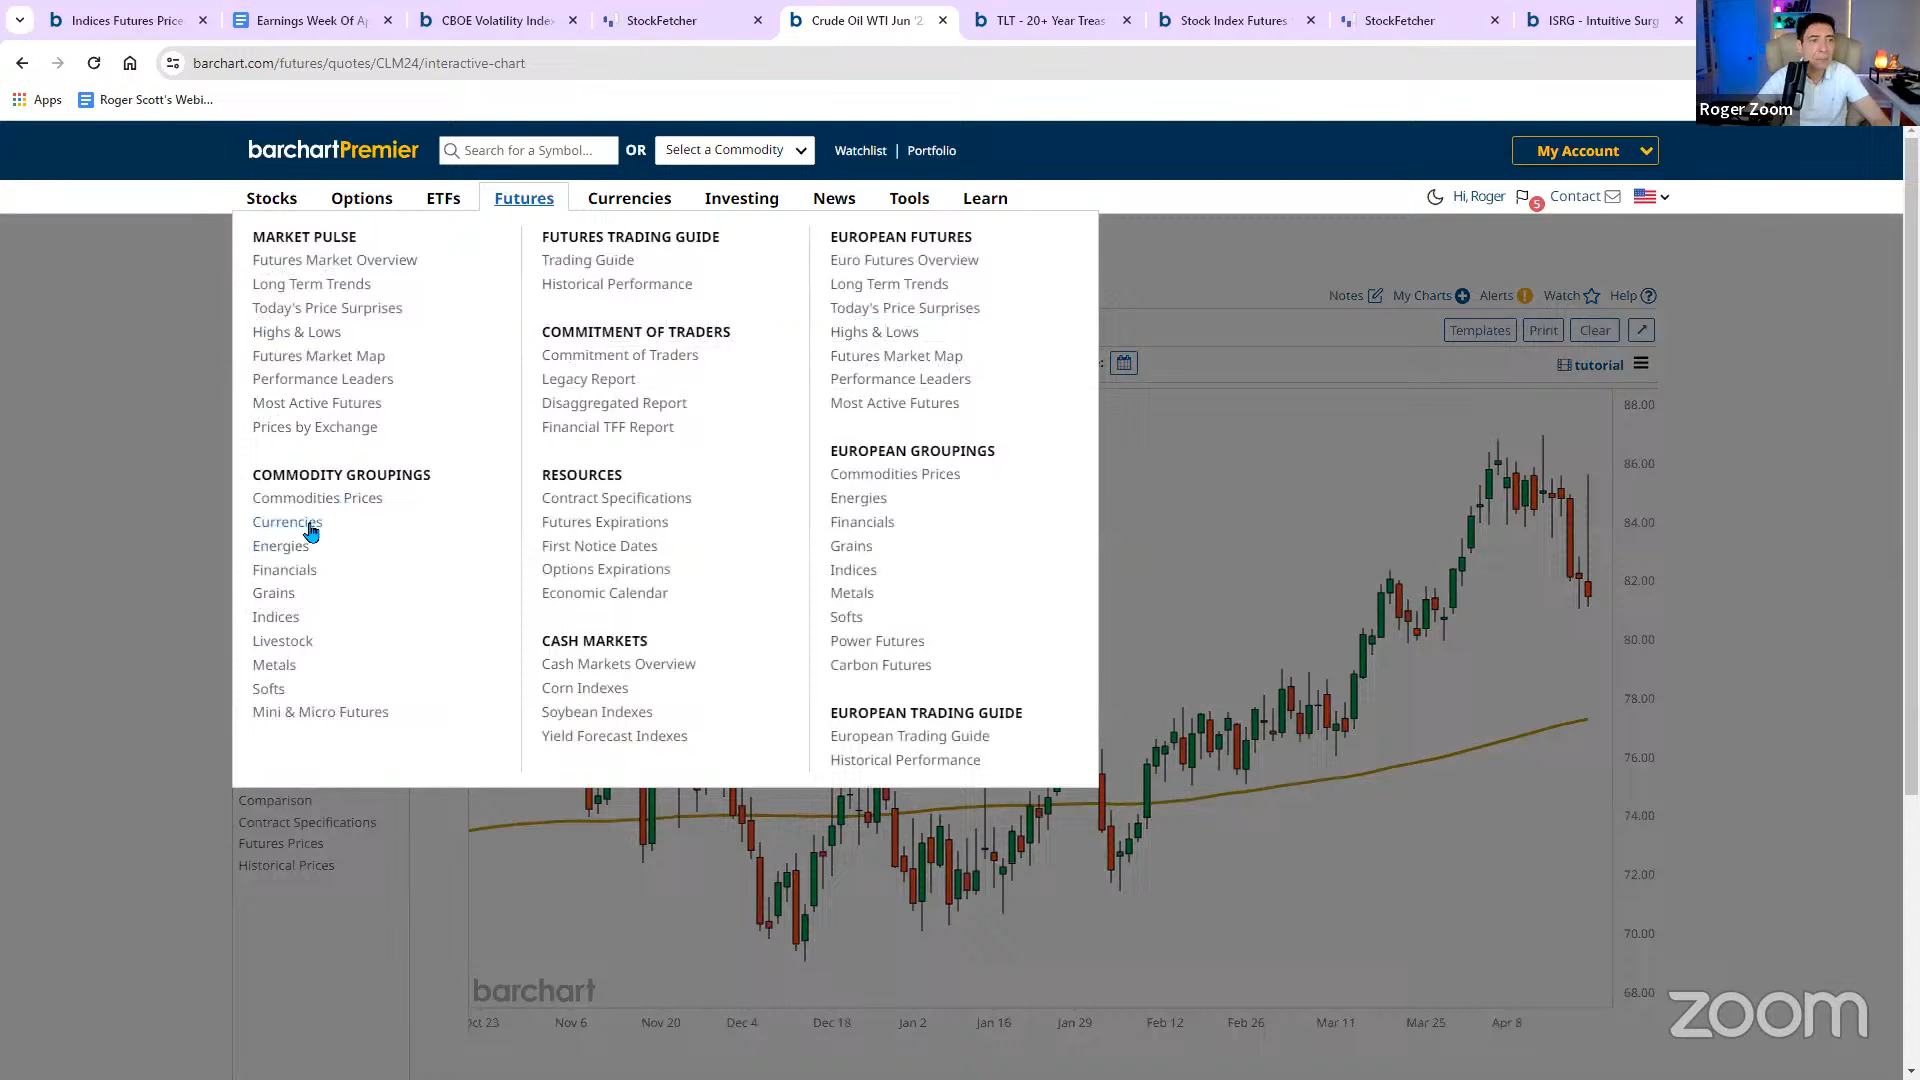 Indices Futures Price
Earnings Week Of A
CBOE Volatility Inde
StockFetcher
Crude Oil WTI Jun '2
TLT - 20+ Year Treas
Stock Index Futures
StockFetcher
ISRG - Intuitive Surg
barchart.com/futures/quotes/CLM24/interactive-chart
Apps
Roger Scott's Webi...
Roger Zoom
barchartPremier
Search for a Symbol...
OR
Select a Commodity
Watchlist | Portfolio
My Account
Stocks
Options
ETFs
Futures
Currencies
Investing
News
Tools
Learn
Hi, Roger
5
Contact
MARKET PULSE
Futures Market Overview
Long Term Trends
Today's Price Surprises
Highs & Lows
Futures Market Map
Performance Leaders
Most Active Futures
Prices by Exchange
COMMODITY GROUPINGS
Commodities Prices
Currencies
Energies
Financials
Grains
Indices
Livestock
Metals
Softs
Mini & Micro Futures
FUTURES TRADING GUIDE
Trading Guide
Historical Performance
COMMITMENT OF TRADERS
Commitment of Traders
Legacy Report
Disaggregated Report
Financial TFF Report
RESOURCES
Contract Specifications
Futures Expirations
First Notice Dates
Options Expirations
Economic Calendar
CASH MARKETS
Cash Markets Overview
Corn Indexes
Soybean Indexes
Yield Forecast Indexes
EUROPEAN FUTURES
Euro Futures Overview
Long Term Trends
Today's Price Surprises
Highs & Lows
Futures Market Map
Performance Leaders
Most Active Futures
EUROPEAN GROUPINGS
Commodities Prices
Energies
Financials
Grains
Indices
Metals
Softs
Power Futures
Carbon Futures
EUROPEAN TRADING GUIDE
European Trading Guide
Historical Performance
Notes
My Charts
Alerts
Watch
Help
Templates
Print
Clear
tutorial
Comparison
Contract Specifications
Futures Prices
Historical Prices
88.00
86.00
84.00
82.00
80.00
78.00
76.00
74.00
72.00
70.00
68.00
barchart
Oct 23
Nov 6
Nov 20
Dec 4
Dec 18
Jan 2
Jan 16
Jan 29
Feb 12
Feb 26
Mar 11
Mar 25
Apr 8
zoom